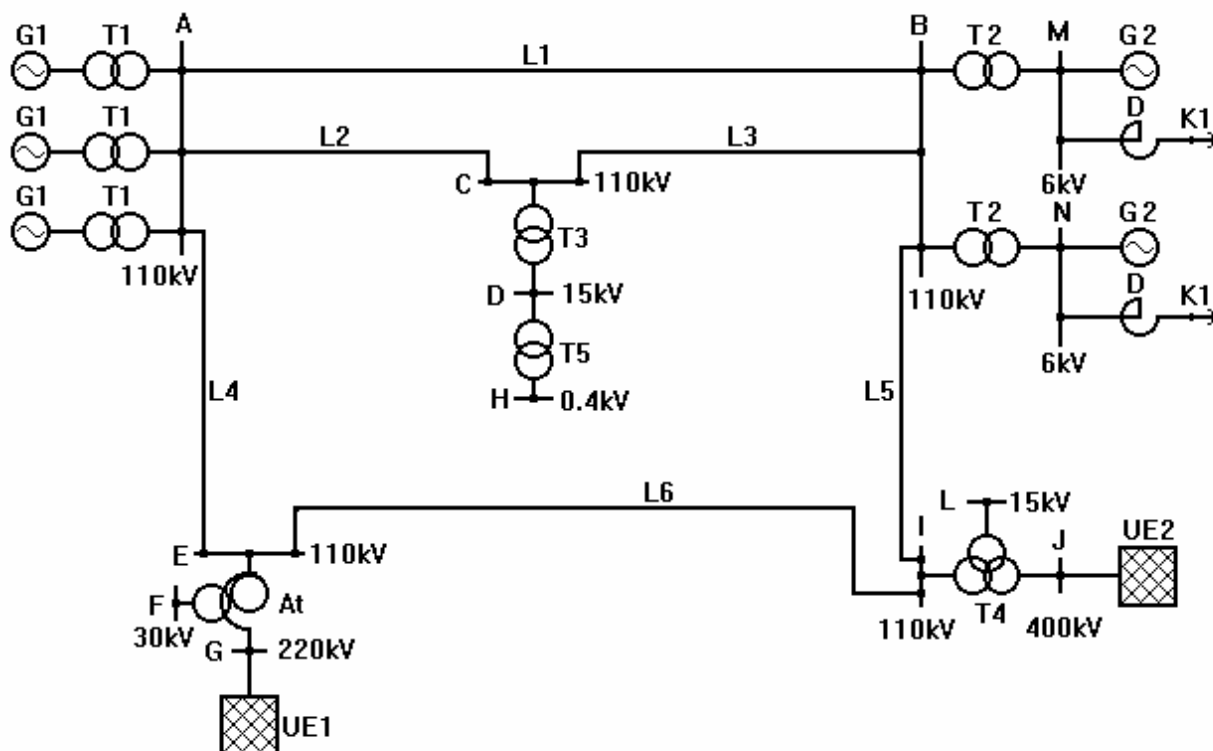 G1 T1 A B T2 M G2
L1
D K1
G1 T1 L2 L3
C 110kV
6kV
G1 T1 T2 N G2
T3
110kV 110kV
D 15kV D K1
T5
6kV
L4 L5
H 0.4kV
L6
L 15kV
I J UE2
E 110kV
At
F T4
30kV 110kV 400kV
G 220kV
UE1